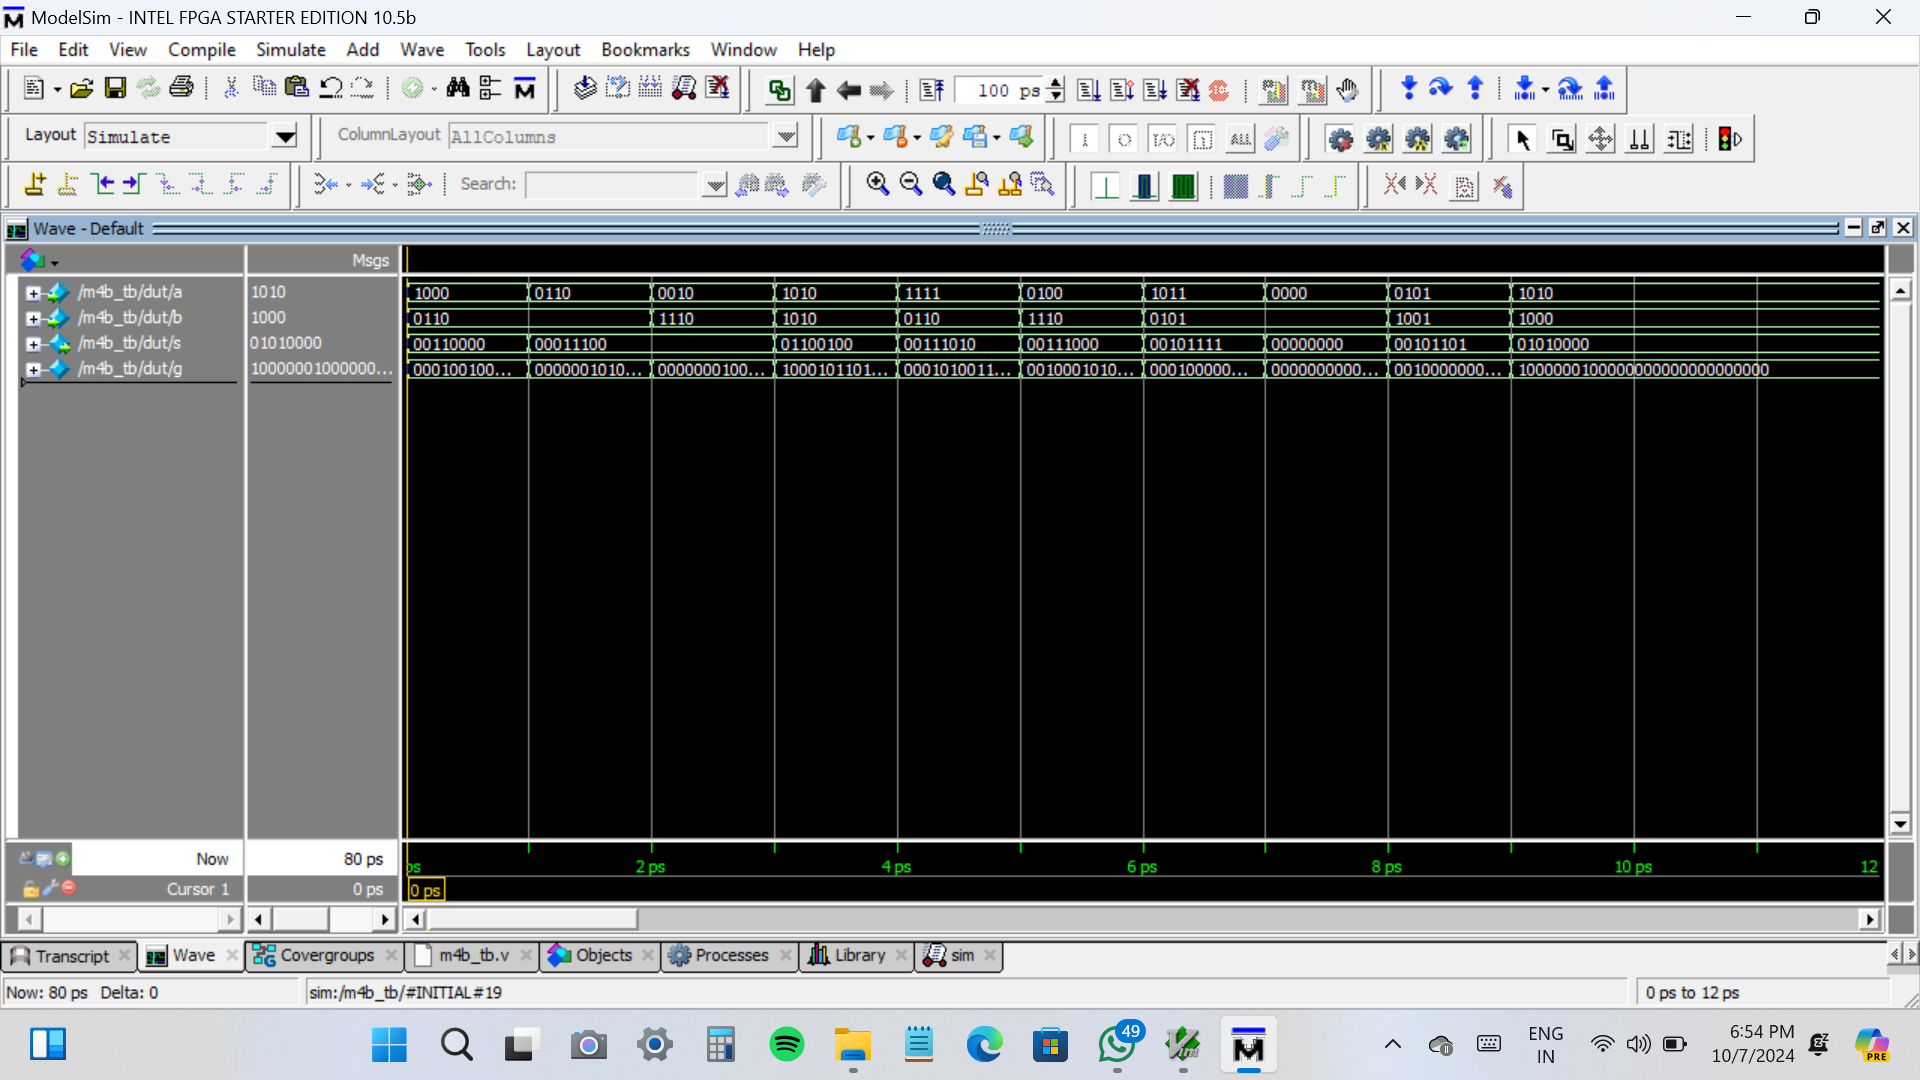 ModelSim - INTEL FPGA STARTER EDITION 10.5b
File Edit View Compile Simulate Add Wave Tools Layout Bookmarks Window Help
100 ps
Layout Simulate ColumnLayout AllColumns ALL
Search:
Wave - Default
Msgs
/m4b_tb/dut/a 1010 1000 0110 0010 1010 1111 0100 1011 0000 0101 1010
/m4b_tb/dut/b 1000 0110 1110 1010 0110 1110 0101 1001 1000
/m4b_tb/dut/s 01010000 00110000 00011100 01100100 00111010 00111000 00101111 00000000 00101101 01010000
/m4b_tb/dut/g 10000001000000... 000100100... 0000001010... 0000000100... 1000101101... 0001010011... 0010001010... 000100000... 0000000000... 0010000000...
Now 80 ps ps 2 ps 4 ps 6 ps 8 ps 10 ps 12
Cursor 1 0 ps 0 ps
Transcript Wave Covergroups m4b_tb.v Objects Processes Library sim
Now: 80 ps Delta: 0 sim:/m4b_tb/#INITIAL#19 0 ps to 12 ps
49
ENG
IN
6:54 PM
10/7/2024
PRE